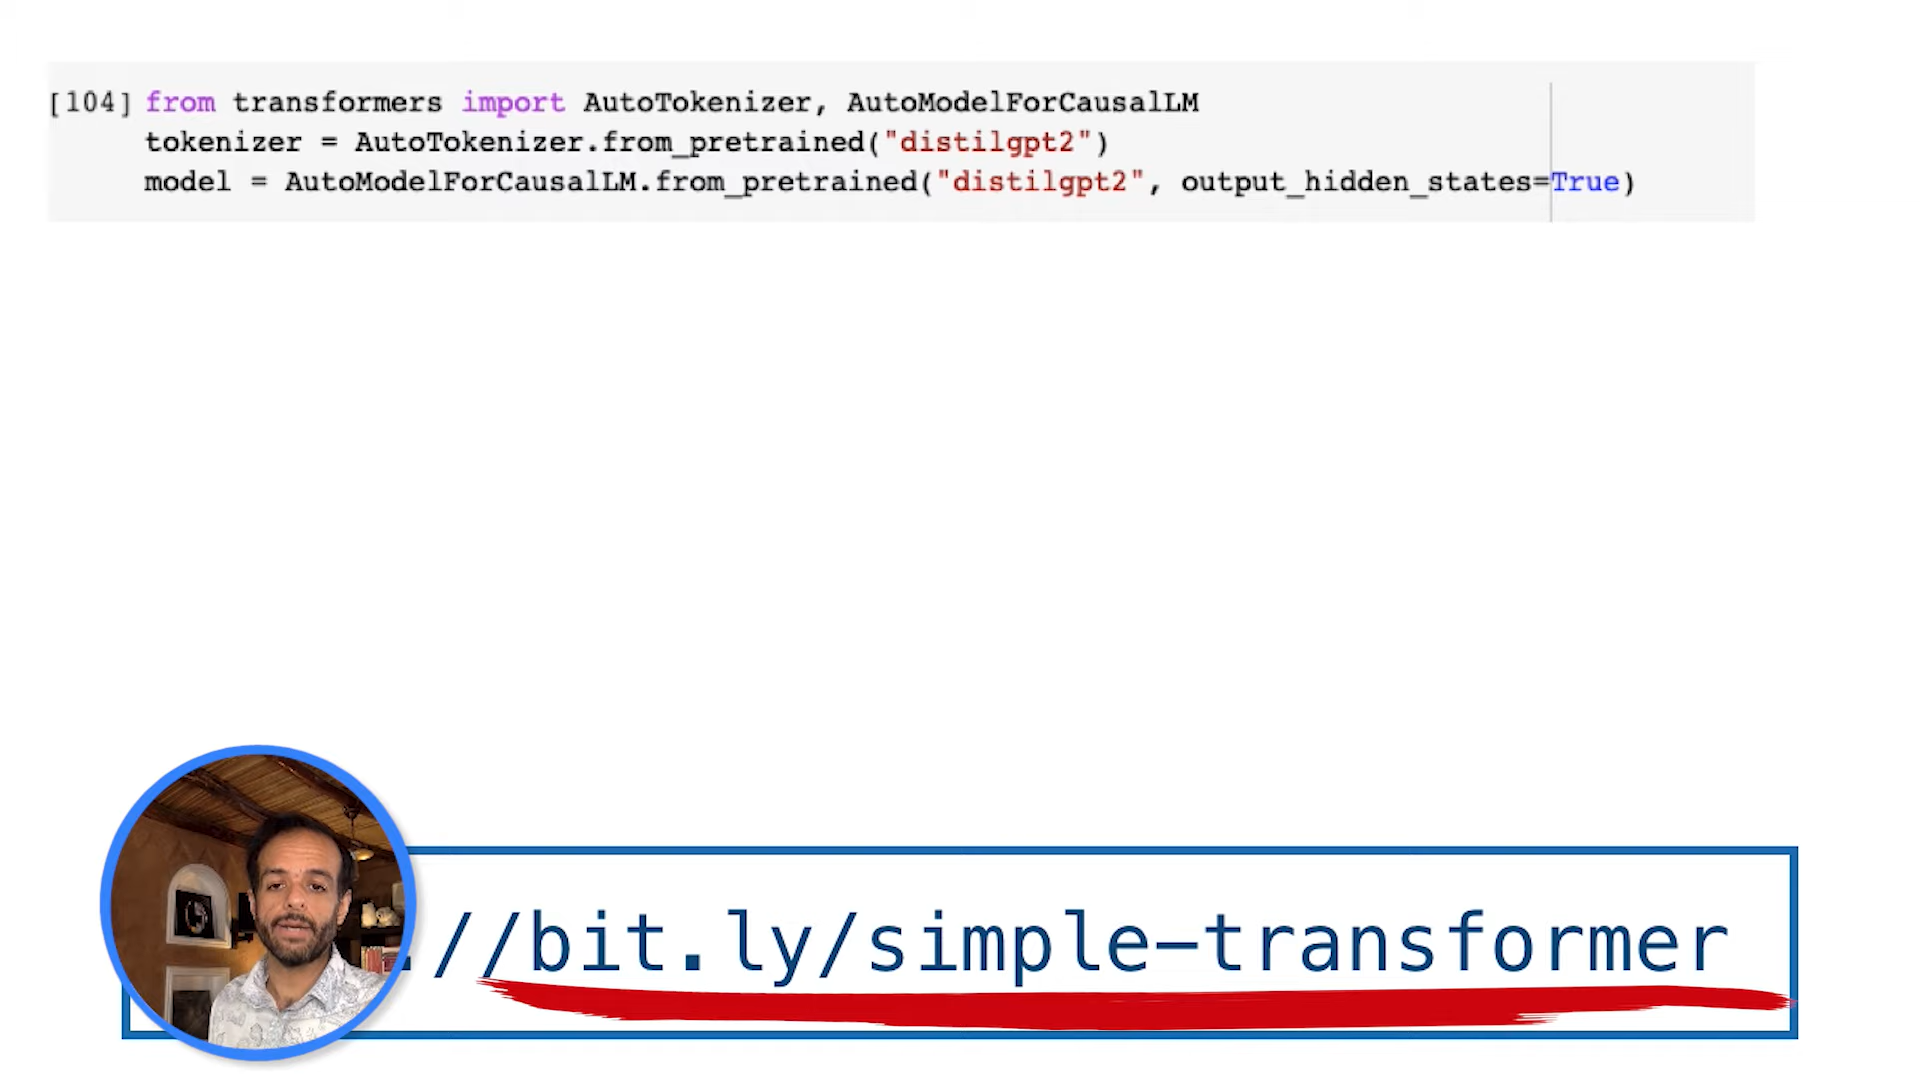 [104] from transformers import AutoTokenizer, AutoModelForCausalLM
tokenizer = AutoTokenizer.from_pretrained("distilgpt2")
model = AutoModelForCausalLM.from_pretrained("distilgpt2", output_hidden_states=True)
://bit.ly/simple-transformer